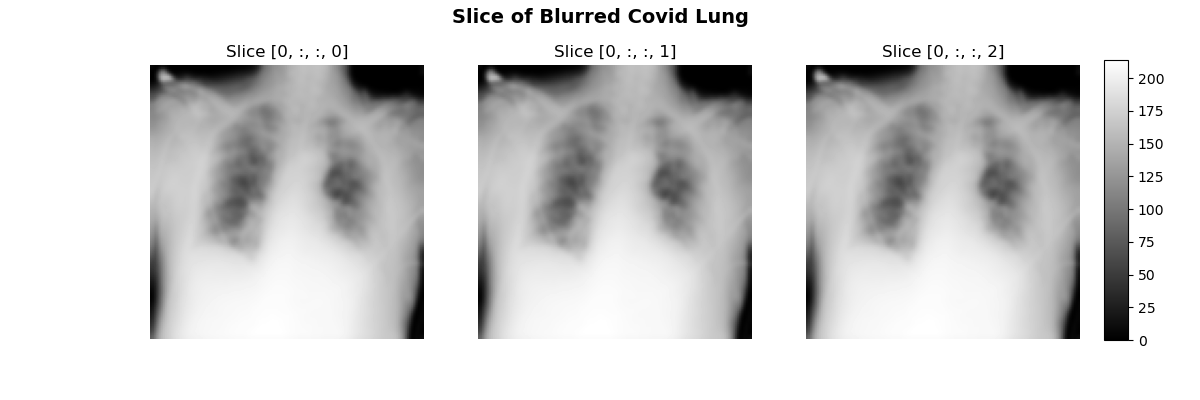 Slice of Blurred Covid Lung
Slice [0, :, :, 0]
Slice [0, :, :, 1]
Slice [0, :, :, 2]
200
175
150
125
100
75
50
25
0